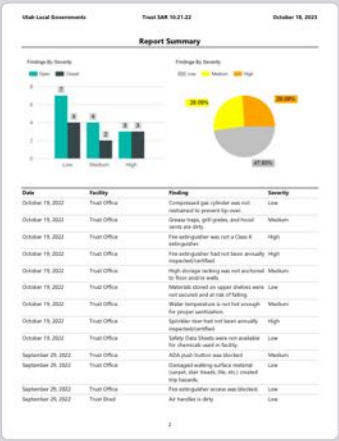 Utah Local Governments Trust SAR 10.21.22 October 18, 2023
Report Summary
Findings By Severity
Open Closed
8
6
4
2
0
7
4
4
2
3
3
Low Medium High
Findings By Severity
Low Medium High
26.09%
26.09%
47.83%
Date Facility Finding Severity
October 19, 2022 Trust Office Compressed gas cylinder was not Low
restrained to prevent tip over.
October 19, 2022 Trust Office Grease traps, grill grates, and hood Medium
vents are dirty.
October 19, 2022 Trust Office Fire extinguisher was not a Class K High
extinguisher.
October 19, 2022 Trust Office Fire extinguisher had not been annually High
inspected/certified.
October 19, 2022 Trust Office High storage racking was not anchored Medium
to floor and/or walls.
October 19, 2022 Trust Office Materials stored on upper shelves were Low
not secured and at risk of falling.
October 19, 2022 Trust Office Water temperature is not hot enough Medium
for proper sanitization.
October 19, 2022 Trust Office Sprinkler riser had not been annually High
inspected/certified.
October 19, 2022 Trust Office Safety Data Sheets were not available Low
for chemicals used in facility.
September 29, 2022 Trust Office ADA push button was blocked Medium
September 29, 2022 Trust Office Damaged walking surface material Low
(carpet, stair treads, tile, etc.) created
trip hazards.
September 29, 2022 Trust Office Fire extinguisher access was blocked. Low
September 29, 2022 Trust Shed Air handler is dirty Low
2